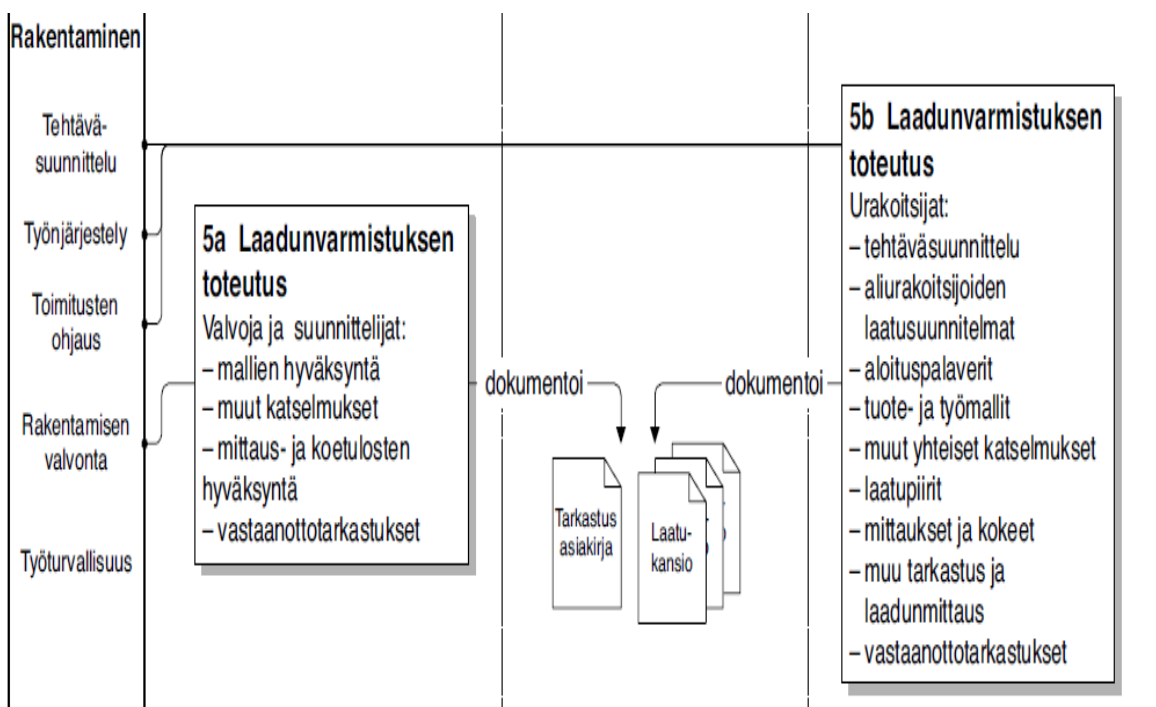 Rakentaminen
Tehtävä-
suunnittelu
Työnjärjestely
Toimitusten
ohjaus
Rakentamisen
valvonta
Työturvallisuus
5a Laadunvarmistuksen
toteutus
Valvoja ja suunnittelijat:
– mallien hyväksyntä
– muut katselmukset
– mittaus- ja koetulosten
hyväksyntä
– vastaanottotarkastukset
dokumentoi
dokumentoi
Tarkastus
asiakirja
Laatu-
kansio
5b Laadunvarmistuksen
toteutus
Urakoitsijat:
– tehtäväsuunnittelu
– aliurakoitsijoiden
laatusuunnitelmat
– aloituspalaverit
– tuote- ja työmallit
– muut yhteiset katselmukset
– laatupiirit
– mittaukset ja kokeet
– muu tarkastus ja
laadunmittaus
– vastaanottotarkastukset